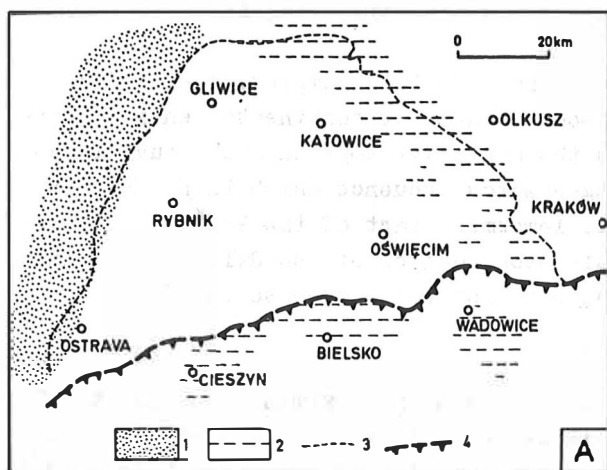 0 20km
GLIWICE
OLKUSZ
KATOWICE
KRAKÓW
RYBNIK
OŚWIĘCIM
OSTRAVA
WADOWICE
BIELSKO
CIESZYN
1 2 3 4
A